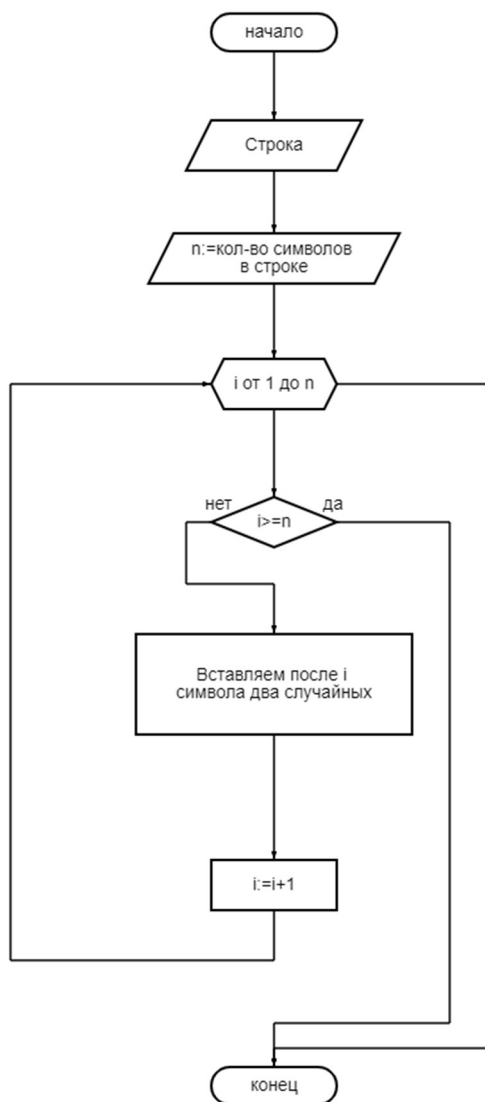 начало
Строка
n:=кол-во символов
в строке
i от 1 до n
нет
да
i>=n
Вставляем после i
символа два случайных
i:=i+1
конец